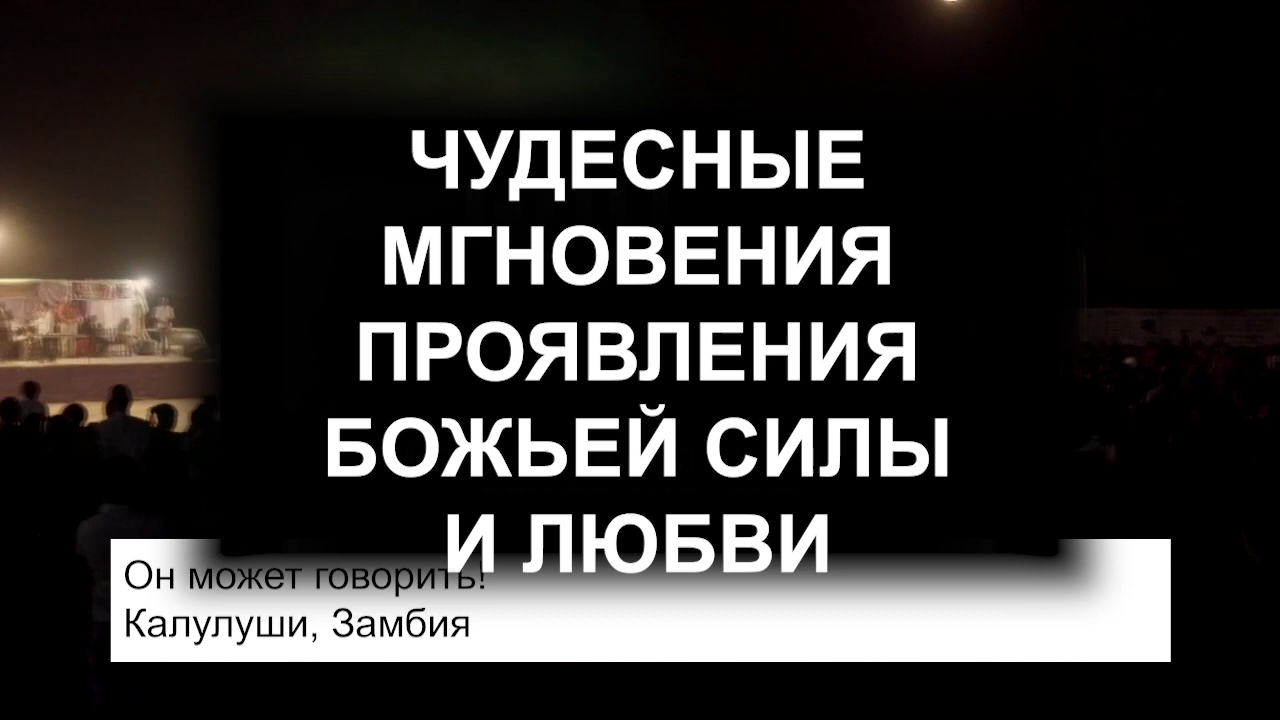 ЧУДЕСНЫЕ
МГНОВЕНИЯ
ПРОЯВЛЕНИЯ
БОЖЬЕЙ СИЛЫ
И ЛЮБВИ
Он может говорить!
Калулуши, Замбия